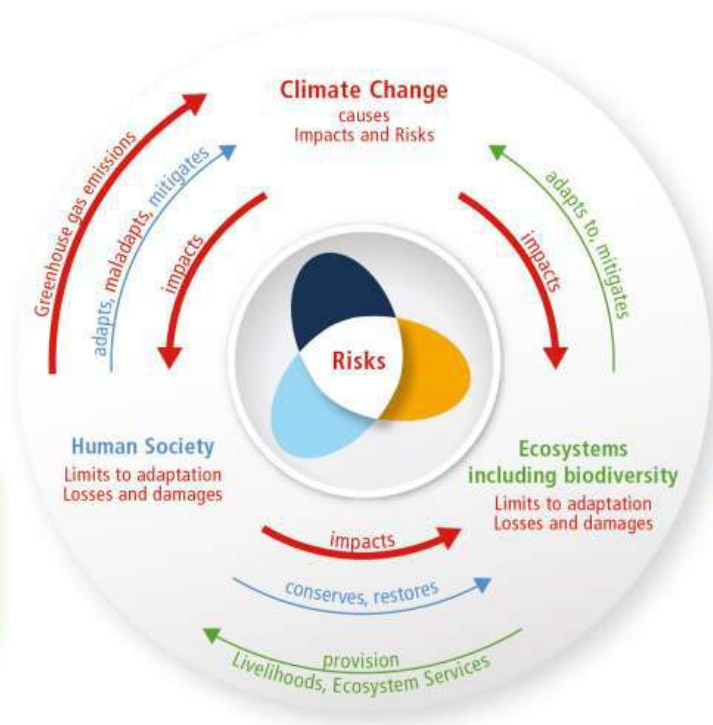 Climate Change
causes
Impacts and Risks
Greenhouse gas emissions
adapts, maladapts, mitigates
impacts
impacts
adapts to, mitigates
Risks
Human Society
Limits to adaptation
Losses and damages
Ecosystems
including biodiversity
Limits to adaptation
Losses and damages
impacts
conserves, restores
provision
Livelihoods, Ecosystem Services